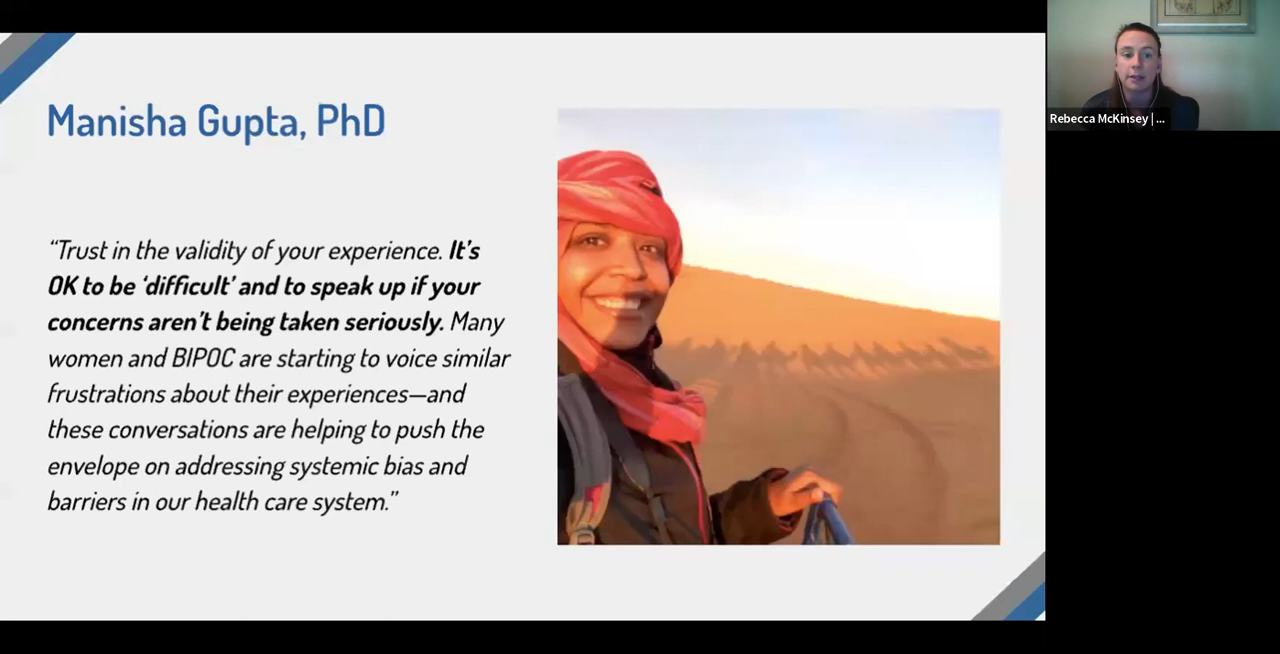 Manisha Gupta, PhD
“Trust in the validity of your experience. It’s
OK to be ‘difficult’ and to speak up if your
concerns aren’t being taken seriously. Many
women and BIPOC are starting to voice similar
frustrations about their experiences—and
these conversations are helping to push the
envelope on addressing systemic bias and
barriers in our health care system.”
Rebecca McKinsey | ...